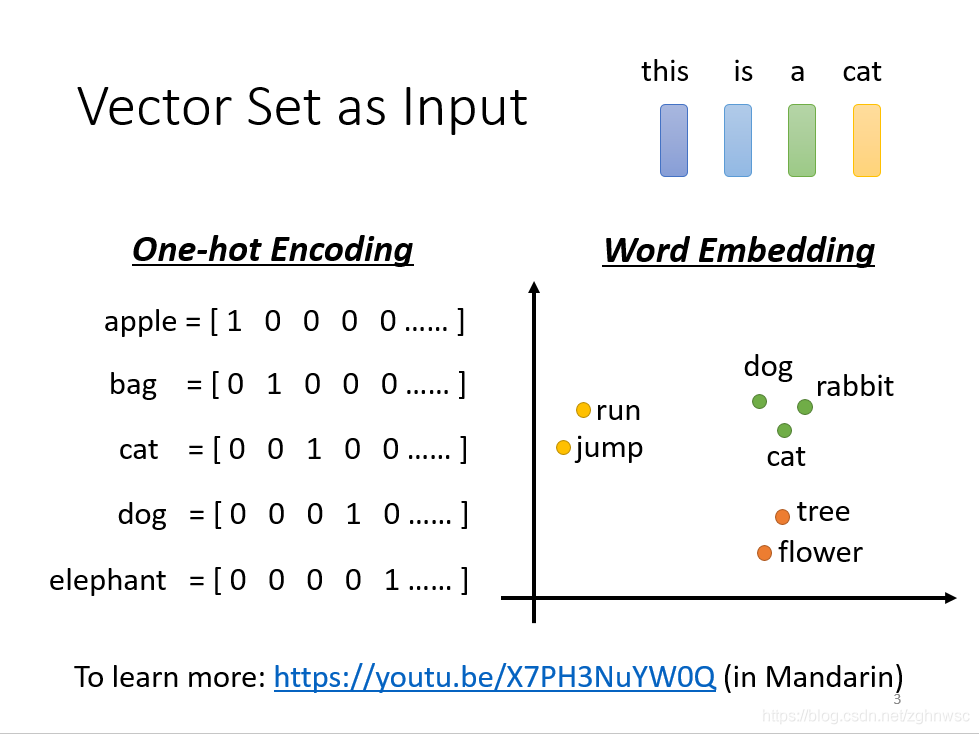 this is a cat
Vector Set as Input
One-hot Encoding
apple = [ 1 0 0 0 0 …… ]
bag = [ 0 1 0 0 0 …… ]
cat = [ 0 0 1 0 0 …… ]
dog = [ 0 0 0 1 0 …… ]
elephant = [ 0 0 0 0 1 …… ]
Word Embedding
dog
rabbit
run
jump
cat
tree
flower
To learn more: https://youtu.be/X7PH3NuYW0Q (in Mandarin)
3
https://blog.csdn.net/zghnwsc